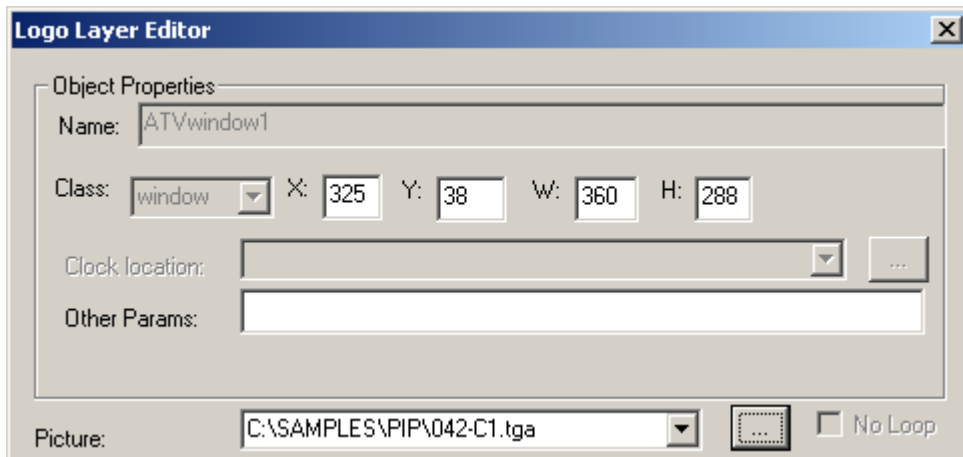 Logo Layer Editor
Object Properties
Name: ATVwindow1
Class: window X: 325 Y: 38 W: 360 H: 288
Clock location: ...
Other Params:
Picture: C:\SAMPLES\PIP\042-C1.tga ... No Loop